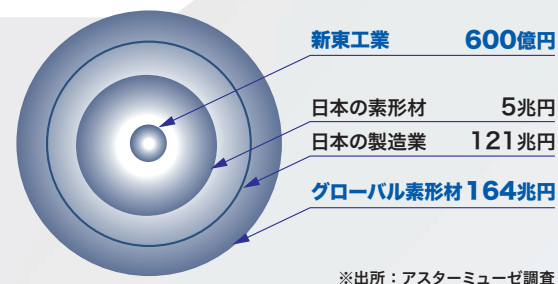 新東工業 600億円
日本の素形材 5兆円
日本の製造業 121兆円
グローバル素形材 164兆円
※出所：アスターミューゼ調査